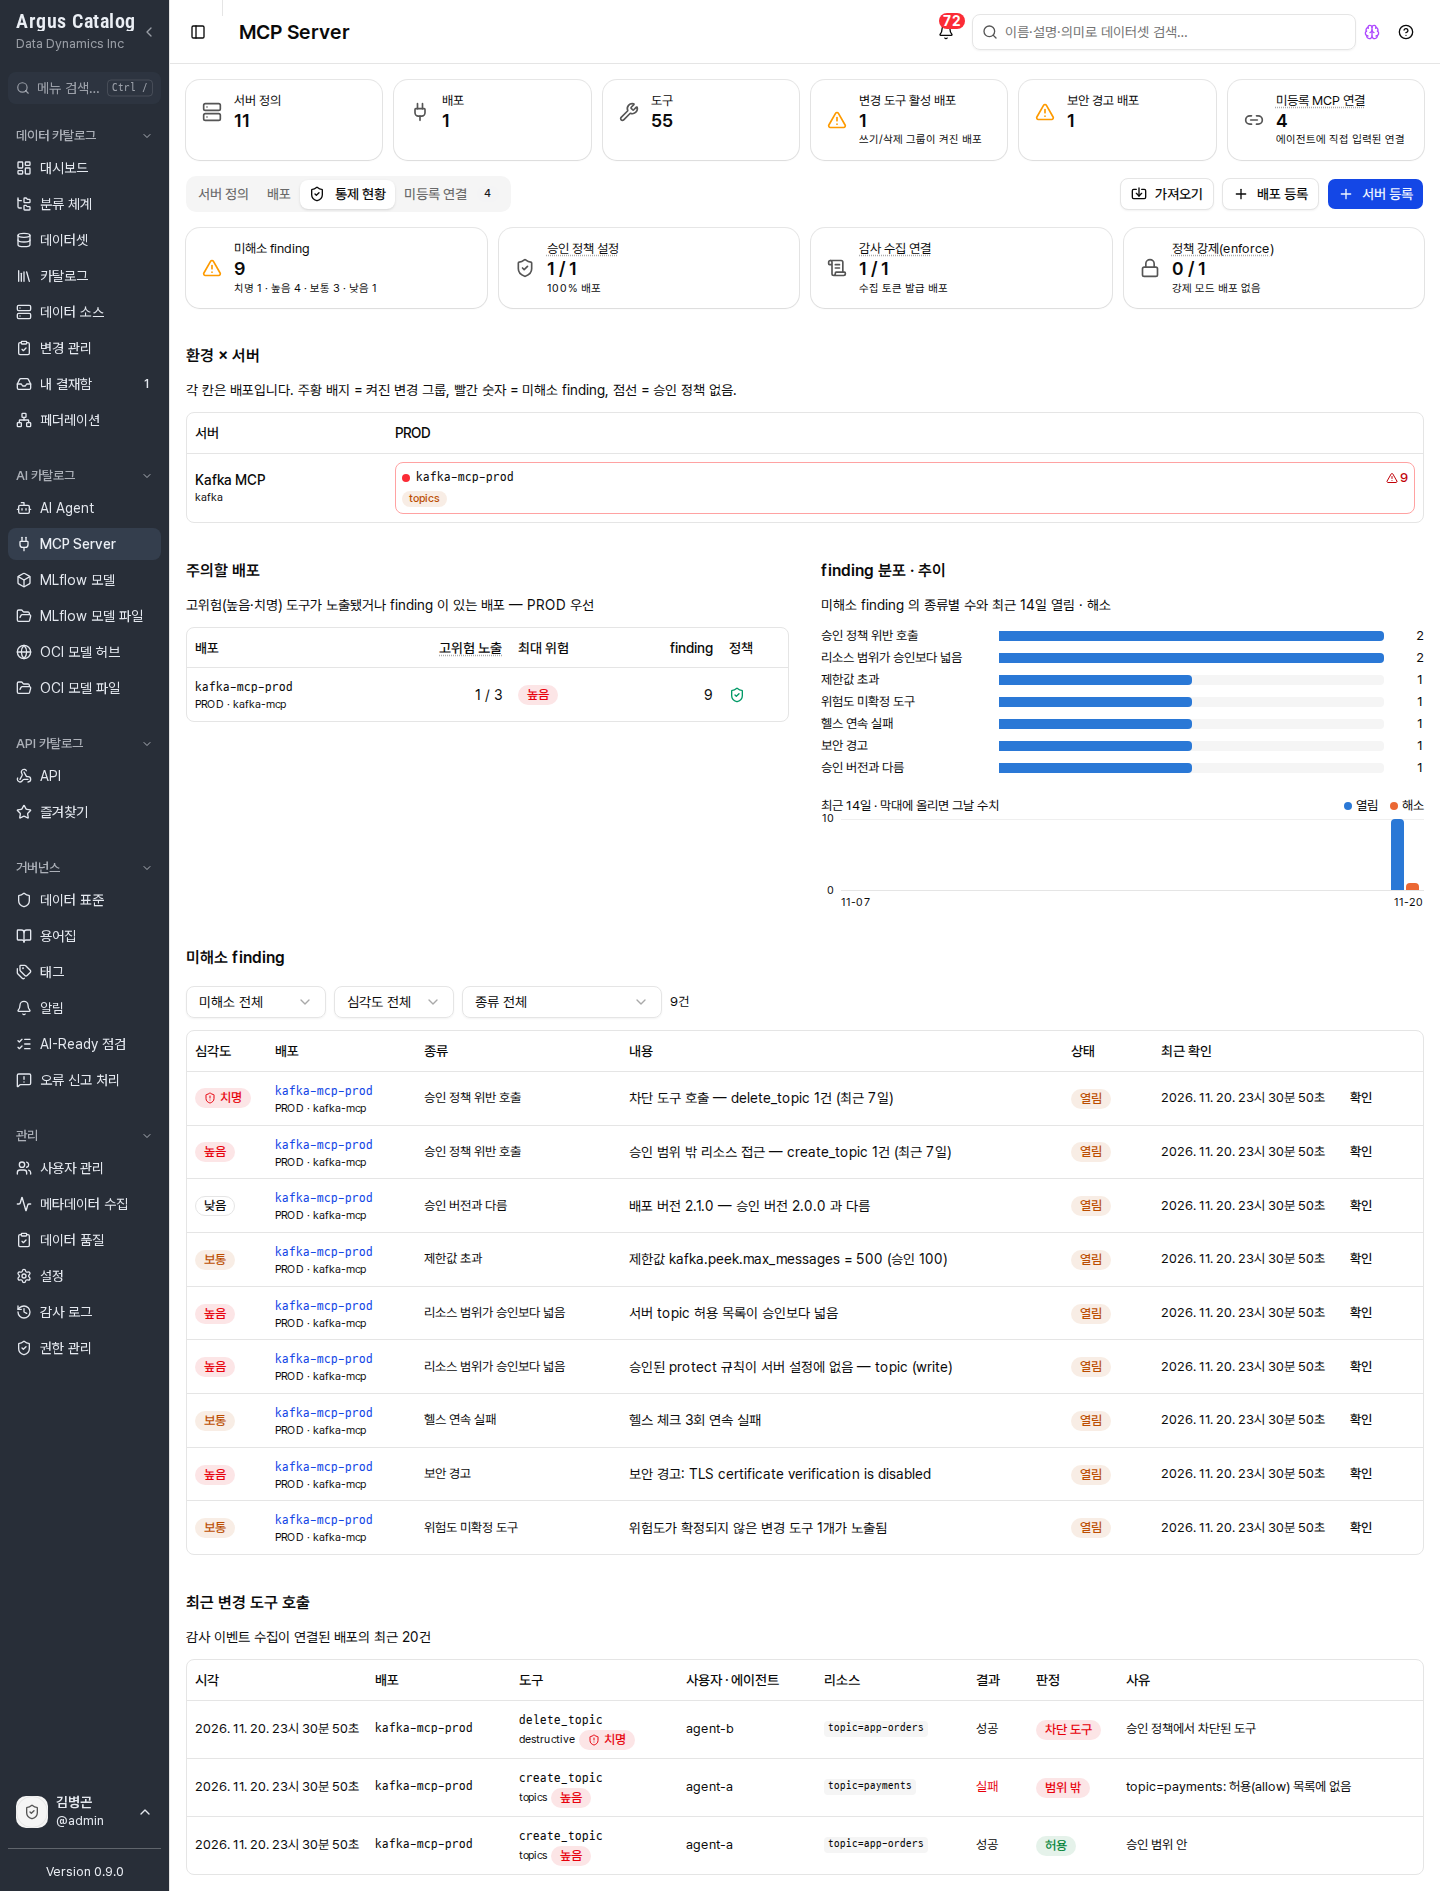 Argus Catalog
Data Dynamics Inc
메뉴 검색... Ctrl /
데이터 카탈로그
대시보드
분류 체계
데이터셋
카탈로그
데이터 소스
변경 관리
내 결재함 1
페더레이션
AI 카탈로그
AI Agent
MCP Server
MLflow 모델
MLflow 모델 파일
OCI 모델 허브
OCI 모델 파일
API 카탈로그
API
즐겨찾기
거버넌스
데이터 표준
용어집
태그
알림
AI-Ready 점검
오류 신고 처리
관리
사용자 관리
메타데이터 수집
데이터 품질
설정
감사 로그
권한 관리
김병곤
@admin
Version 0.9.0
MCP Server
72
이름·설명·의미로 데이터셋 검색...
서버 정의
11
배포
1
도구
55
변경 도구 활성 배포
1
쓰기/삭제 그룹이 켜진 배포
보안 경고 배포
1
미등록 MCP 연결
4
에이전트에 직접 입력된 연결
서버 정의 배포 통제 현황 미등록 연결 4
가져오기 배포 등록 서버 등록
미해소 finding
9
치명 1 · 높음 4 · 보통 3 · 낮음 1
승인 정책 설정
1 / 1
100% 배포
감사 수집 연결
1 / 1
수집 토큰 발급 배포
정책 강제(enforce)
0 / 1
강제 모드 배포 없음
환경 × 서버
각 칸은 배포입니다. 주황 배지 = 켜진 변경 그룹, 빨간 숫자 = 미해소 finding, 점선 = 승인 정책 없음.
서버 PROD
Kafka MCP
kafka
kafka-mcp-prod 9
topics
주의할 배포
고위험(높음·치명) 도구가 노출됐거나 finding 이 있는 배포 — PROD 우선
배포 고위험 노출 최대 위험 finding 정책
kafka-mcp-prod
PROD · kafka-mcp
1 / 3 높음 9
finding 분포 · 추이
미해소 finding 의 종류별 수와 최근 14일 열림 · 해소
승인 정책 위반 호출 2
리소스 범위가 승인보다 넓음 2
제한값 초과 1
위험도 미확정 도구 1
헬스 연속 실패 1
보안 경고 1
승인 버전과 다름 1
최근 14일 · 막대에 올리면 그날 수치 열림 해소
10
0
11-07 11-20
미해소 finding
미해소 전체 심각도 전체 종류 전체 9건
심각도 배포 종류 내용 상태 최근 확인
치명 kafka-mcp-prod PROD · kafka-mcp 승인 정책 위반 호출 차단 도구 호출 — delete_topic 1건 (최근 7일) 열림 2026. 11. 20. 23시 30분 50초 확인
높음 kafka-mcp-prod PROD · kafka-mcp 승인 정책 위반 호출 승인 범위 밖 리소스 접근 — create_topic 1건 (최근 7일) 열림 2026. 11. 20. 23시 30분 50초 확인
낮음 kafka-mcp-prod PROD · kafka-mcp 승인 버전과 다름 배포 버전 2.1.0 — 승인 버전 2.0.0 과 다름 열림 2026. 11. 20. 23시 30분 50초 확인
보통 kafka-mcp-prod PROD · kafka-mcp 제한값 초과 제한값 kafka.peek.max_messages = 500 (승인 100) 열림 2026. 11. 20. 23시 30분 50초 확인
높음 kafka-mcp-prod PROD · kafka-mcp 리소스 범위가 승인보다 넓음 서버 topic 허용 목록이 승인보다 넓음 열림 2026. 11. 20. 23시 30분 50초 확인
높음 kafka-mcp-prod PROD · kafka-mcp 리소스 범위가 승인보다 넓음 승인된 protect 규칙이 서버 설정에 없음 — topic (write) 열림 2026. 11. 20. 23시 30분 50초 확인
보통 kafka-mcp-prod PROD · kafka-mcp 헬스 연속 실패 헬스 체크 3회 연속 실패 열림 2026. 11. 20. 23시 30분 50초 확인
높음 kafka-mcp-prod PROD · kafka-mcp 보안 경고 보안 경고: TLS certificate verification is disabled 열림 2026. 11. 20. 23시 30분 50초 확인
보통 kafka-mcp-prod PROD · kafka-mcp 위험도 미확정 도구 위험도가 확정되지 않은 변경 도구 1개가 노출됨 열림 2026. 11. 20. 23시 30분 50초 확인
최근 변경 도구 호출
감사 이벤트 수집이 연결된 배포의 최근 20건
시각 배포 도구 사용자 · 에이전트 리소스 결과 판정 사유
2026. 11. 20. 23시 30분 50초 kafka-mcp-prod delete_topic destructive 치명 agent-b topic=app-orders 성공 차단 도구 승인 정책에서 차단된 도구
2026. 11. 20. 23시 30분 50초 kafka-mcp-prod create_topic topics 높음 agent-a topic=payments 실패 범위 밖 topic=payments: 허용(allow) 목록에 없음
2026. 11. 20. 23시 30분 50초 kafka-mcp-prod create_topic topics 높음 agent-a topic=app-orders 성공 허용 승인 범위 안